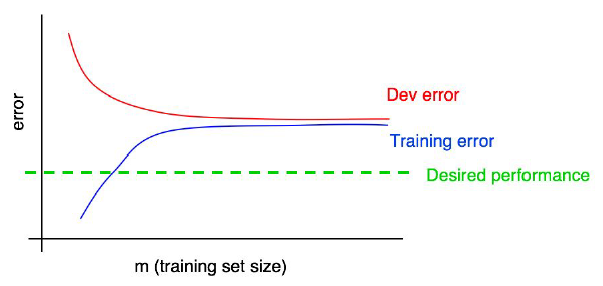 error
Dev error
Training error
Desired performance
m (training set size)